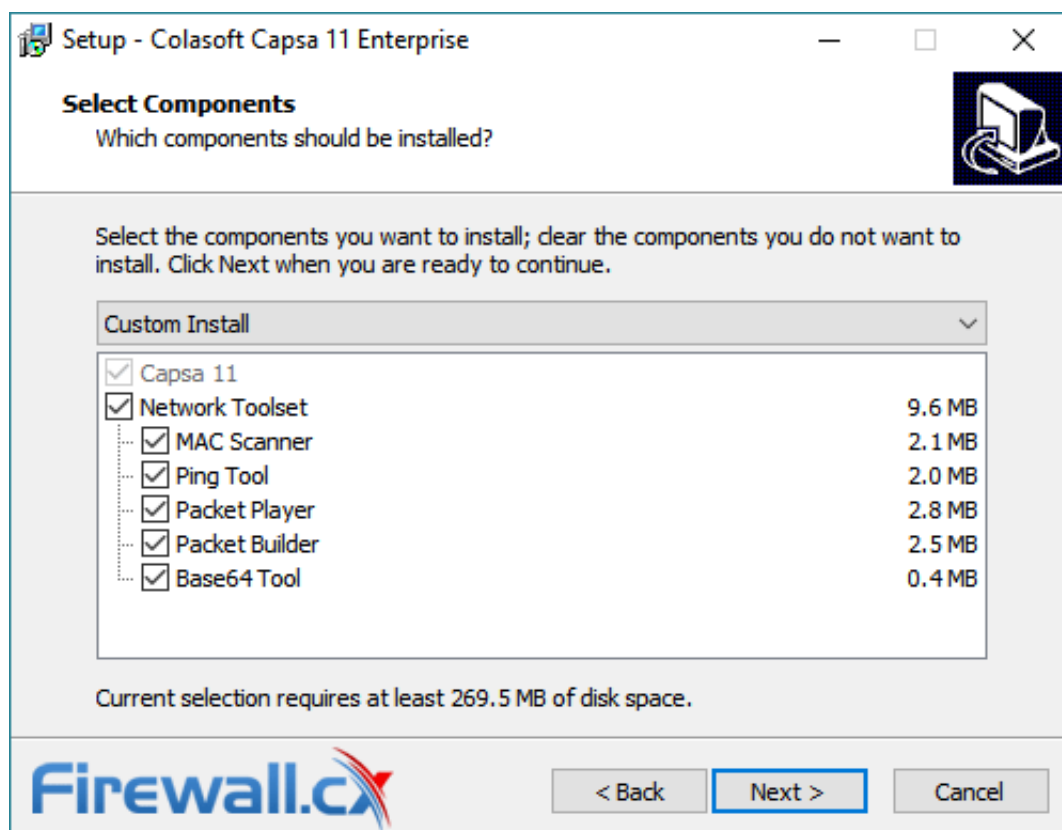 Setup - Colasoft Capsa 11 Enterprise
Select Components
Which components should be installed?
Select the components you want to install; clear the components you do not want to
install. Click Next when you are ready to continue.
Custom Install
Capsa 11
Network Toolset 9.6 MB
MAC Scanner 2.1 MB
Ping Tool 2.0 MB
Packet Player 2.8 MB
Packet Builder 2.5 MB
Base64 Tool 0.4 MB
Current selection requires at least 269.5 MB of disk space.
Firewall.cx
< Back Next > Cancel